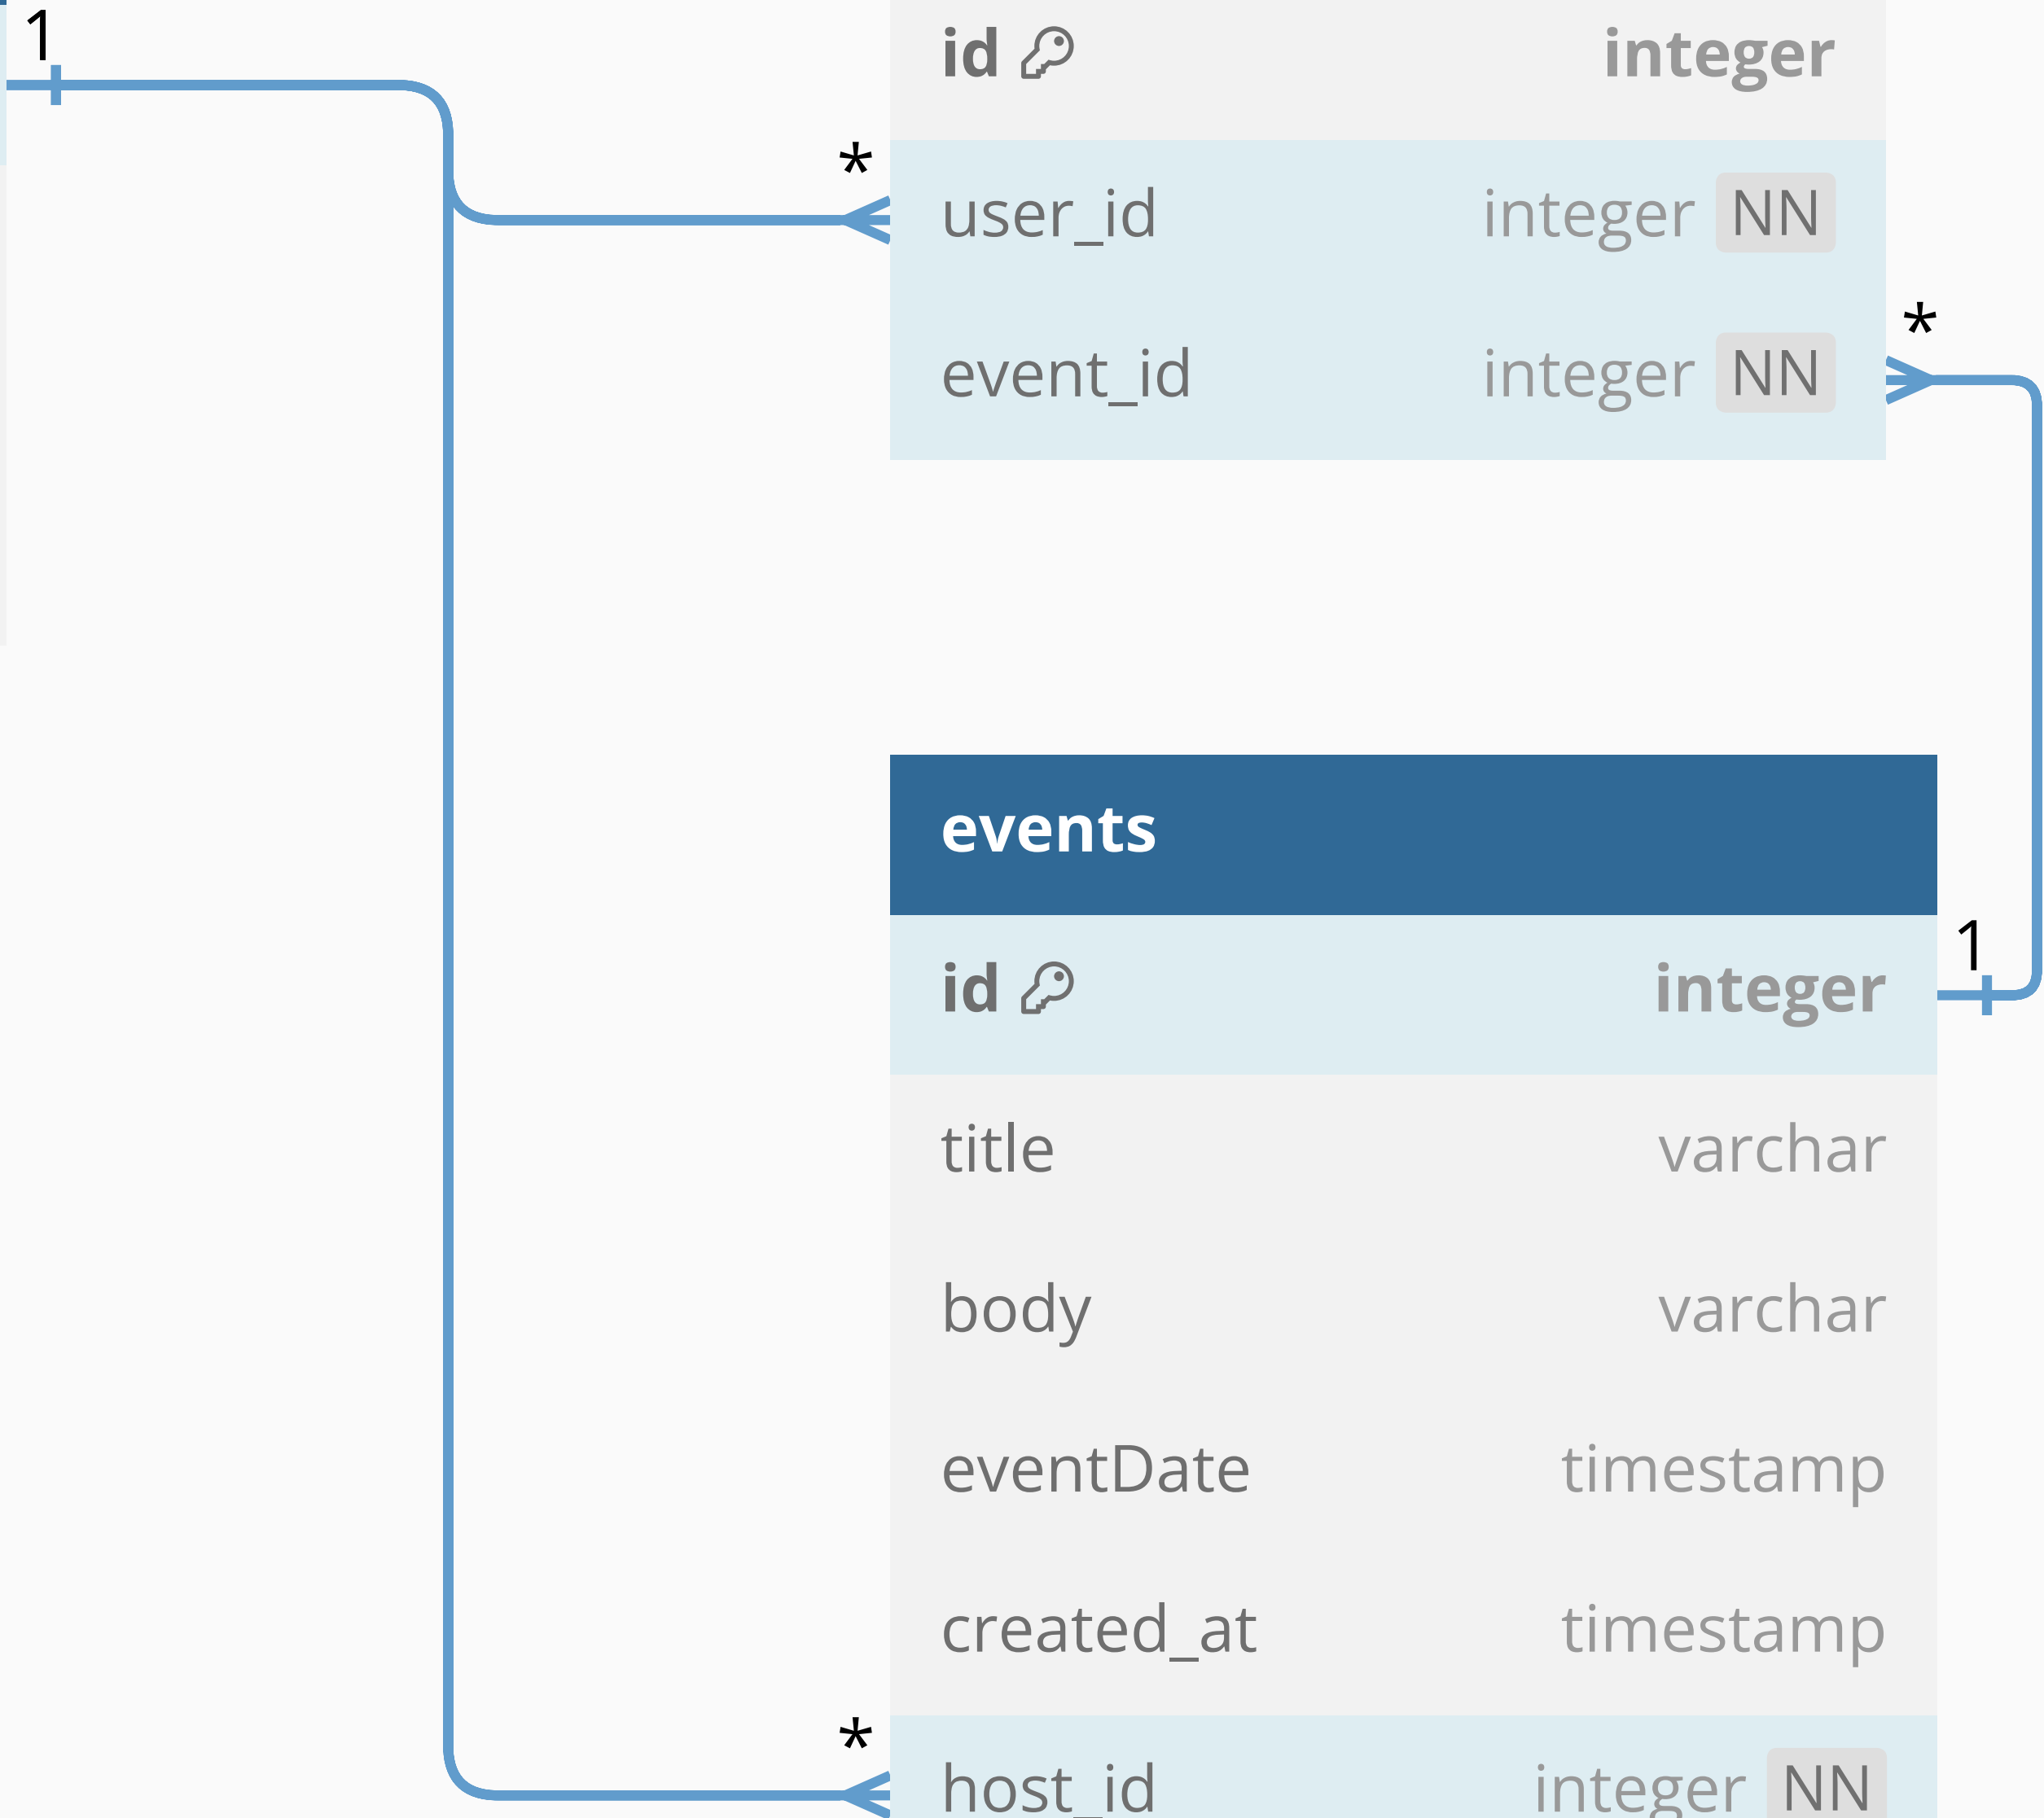 1
id integer
*
user_id integer NN
*
event_id integer NN
events
1
id integer
title varchar
body varchar
eventDate timestamp
created_at timestamp
*
host_id integer NN